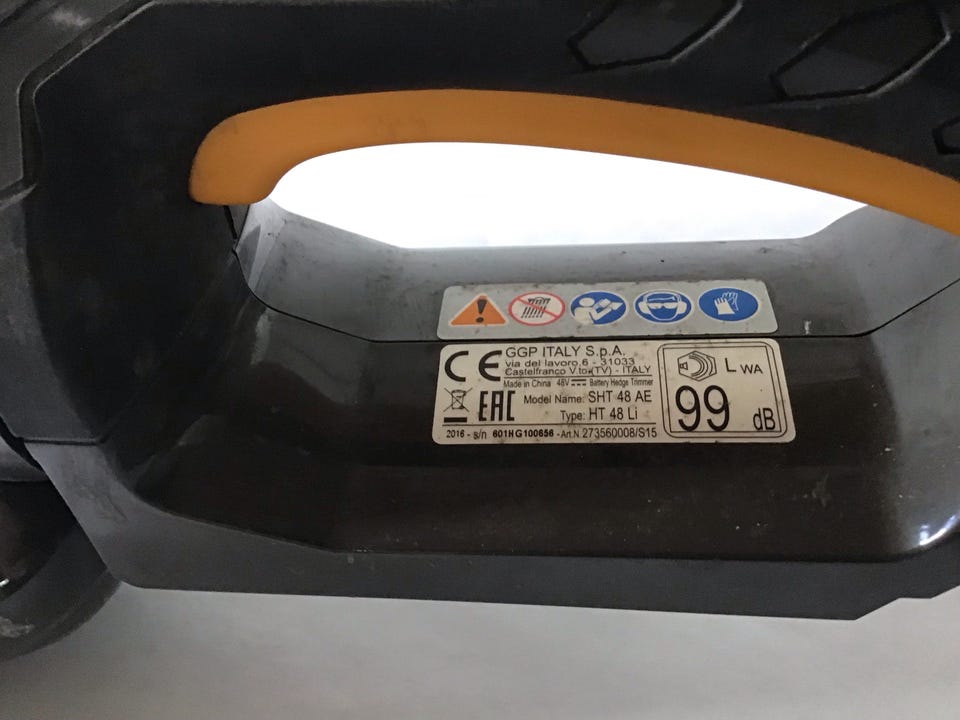 CE GGP ITALY S.p.A.
via del lavoro,6 - 31033
Castelfranco V.to (TV) - ITALY
Made in China 48V Battery Hedge Trimmer
EAC Model Name: SHT 48 AE
Type: HT 48 Li
2016 - s/n 601HG100656 - Art.N 273560008/S15
LWA
99 dB